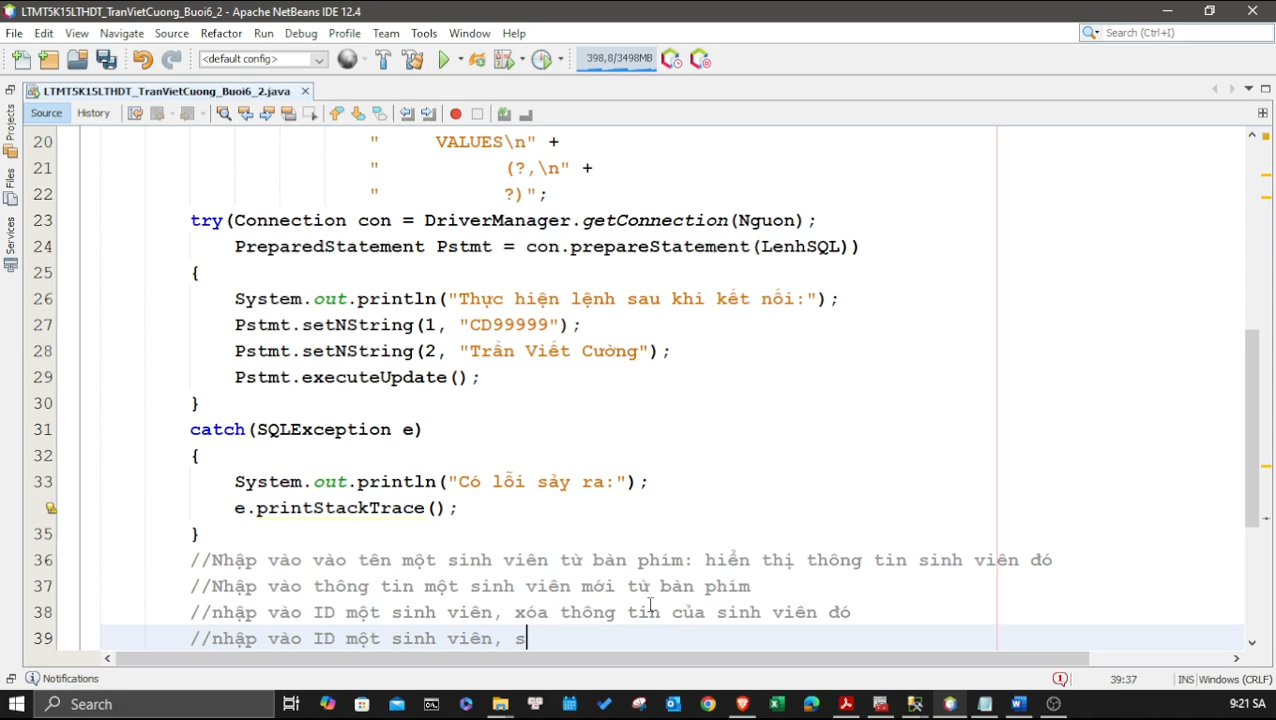 LTMT5K15LTHDT_TranVietCuong_Buoi6_2 - Apache NetBeans IDE 12.4
File Edit View Navigate Source Refactor Run Debug Profile Team Tools Window Help
Search (Ctrl+I)
<default config>
398,8/3498MB
LTMT5K15LTHDT_TranVietCuong_Buoi6_2.java
Source History
Projects
Files
Services
20 "     VALUES\n" +
21 "           (?,\n" +
22 "           ?)";
23 try(Connection con = DriverManager.getConnection(Nguon);
24 PreparedStatement Pstmt = con.prepareStatement(LenhSQL))
25 {
26 System.out.println("Thực hiện lệnh sau khi kết nối:");
27 Pstmt.setNString(1, "CD99999");
28 Pstmt.setNString(2, "Trần Viết Cường");
29 Pstmt.executeUpdate();
30 }
31 catch(SQLException e)
32 {
33 System.out.println("Có lỗi sảy ra:");
e.printStackTrace();
35 }
36 //Nhập vào vào tên một sinh viên từ bàn phím: hiển thị thông tin sinh viên đó
37 //Nhập vào thông tin một sinh viên mới từ bàn phím
38 //nhập vào ID một sinh viên, xóa thông tin của sinh viên đó
39 //nhập vào ID một sinh viên, s
Notifications
39:37
INS
Windows (CRLF)
Search
9:21 SA